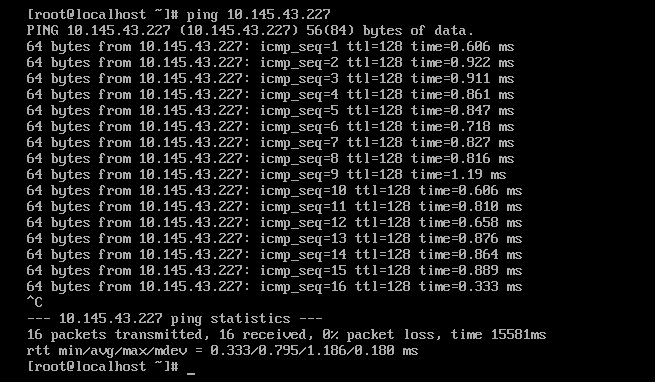 [root@localhost ~]# ping 10.145.43.227
PING 10.145.43.227 (10.145.43.227) 56(84) bytes of data.
64 bytes from 10.145.43.227: icmp_seq=1 ttl=128 time=0.606 ms
64 bytes from 10.145.43.227: icmp_seq=2 ttl=128 time=0.922 ms
64 bytes from 10.145.43.227: icmp_seq=3 ttl=128 time=0.911 ms
64 bytes from 10.145.43.227: icmp_seq=4 ttl=128 time=0.861 ms
64 bytes from 10.145.43.227: icmp_seq=5 ttl=128 time=0.847 ms
64 bytes from 10.145.43.227: icmp_seq=6 ttl=128 time=0.718 ms
64 bytes from 10.145.43.227: icmp_seq=7 ttl=128 time=0.827 ms
64 bytes from 10.145.43.227: icmp_seq=8 ttl=128 time=0.816 ms
64 bytes from 10.145.43.227: icmp_seq=9 ttl=128 time=1.19 ms
64 bytes from 10.145.43.227: icmp_seq=10 ttl=128 time=0.606 ms
64 bytes from 10.145.43.227: icmp_seq=11 ttl=128 time=0.810 ms
64 bytes from 10.145.43.227: icmp_seq=12 ttl=128 time=0.658 ms
64 bytes from 10.145.43.227: icmp_seq=13 ttl=128 time=0.876 ms
64 bytes from 10.145.43.227: icmp_seq=14 ttl=128 time=0.864 ms
64 bytes from 10.145.43.227: icmp_seq=15 ttl=128 time=0.889 ms
64 bytes from 10.145.43.227: icmp_seq=16 ttl=128 time=0.333 ms
^C
--- 10.145.43.227 ping statistics ---
16 packets transmitted, 16 received, 0% packet loss, time 15581ms
rtt min/avg/max/mdev = 0.333/0.795/1.186/0.180 ms
[root@localhost ~]# _